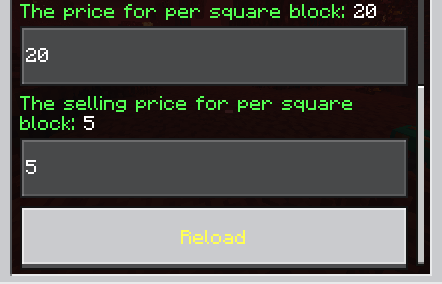 The price for per square block: 20
20
The selling price for per square
block: 5
5
Reload